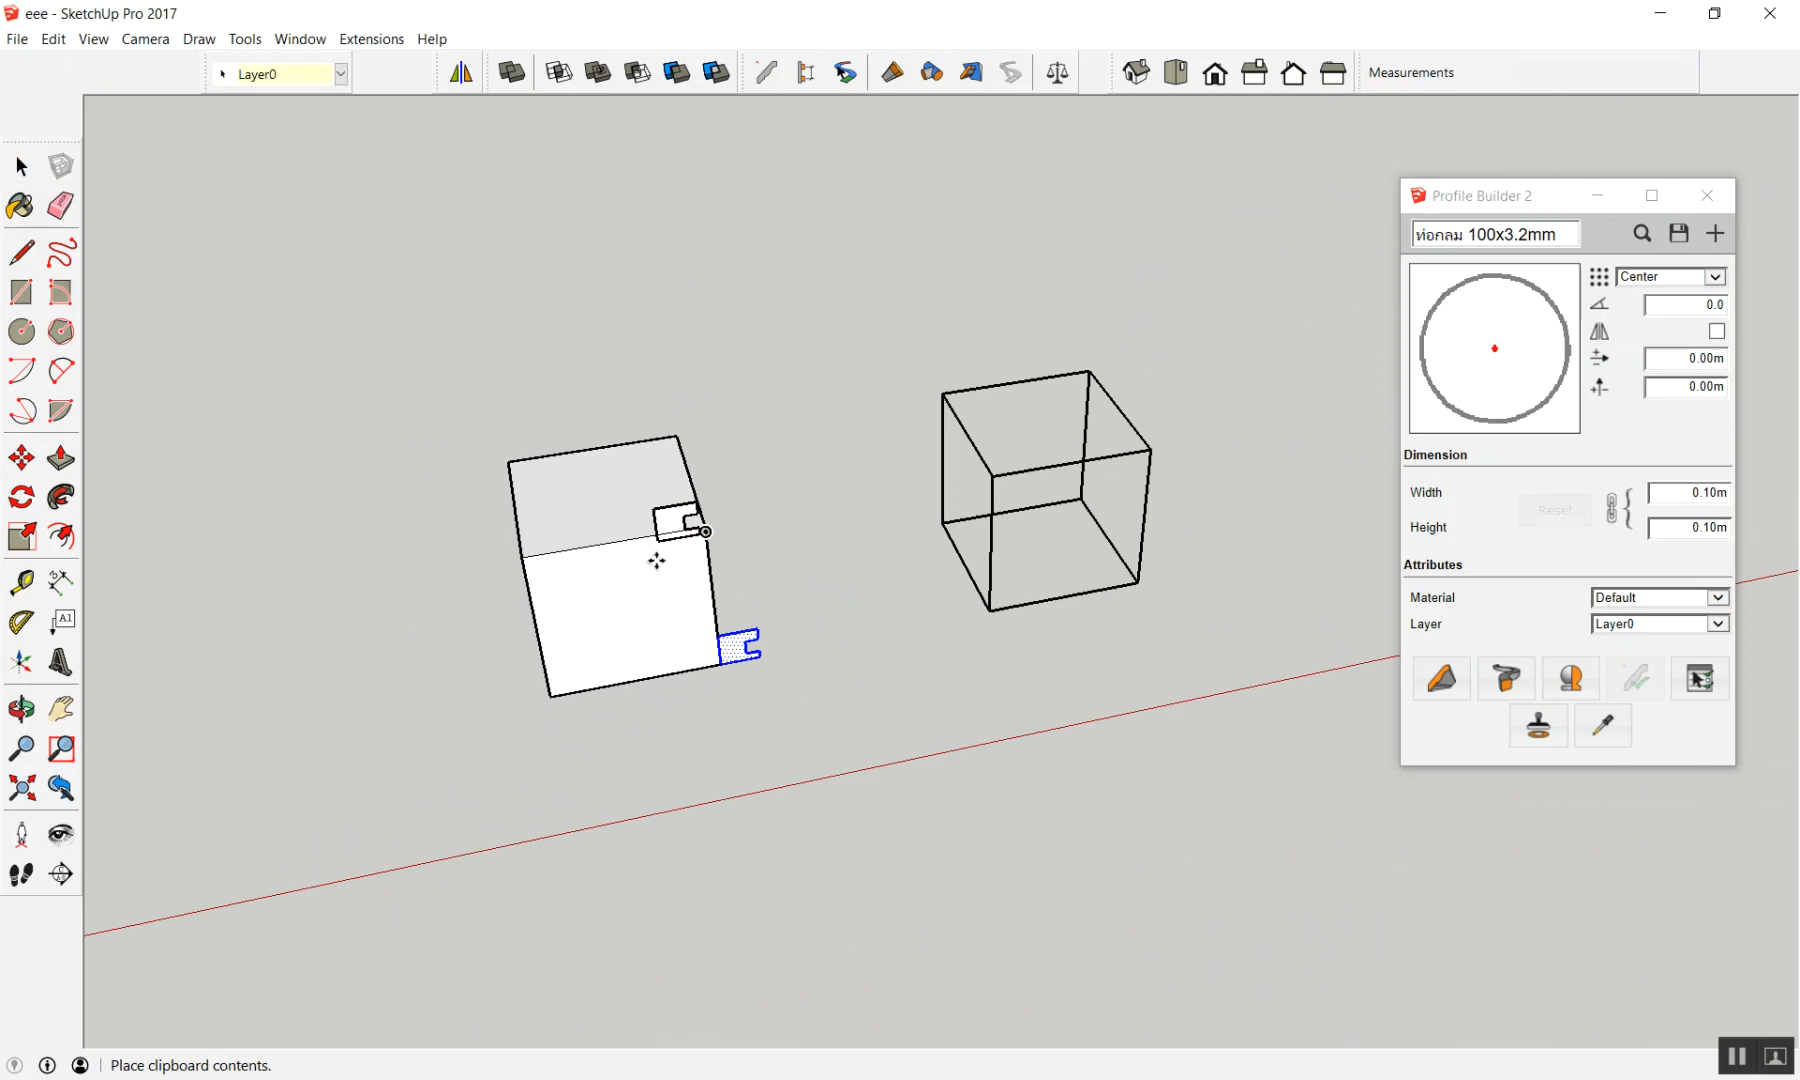 eee - SketchUp Pro 2017
File Edit View Camera Draw Tools Window Extensions Help
Layer0
Measurements
Profile Builder 2
ท่อกลม 100x3.2mm
Center
0.0
0.00m
0.00m
Dimension
Width 0.10m
Reset
Height 0.10m
Attributes
Material Default
Layer Layer0
A1
Place clipboard contents.